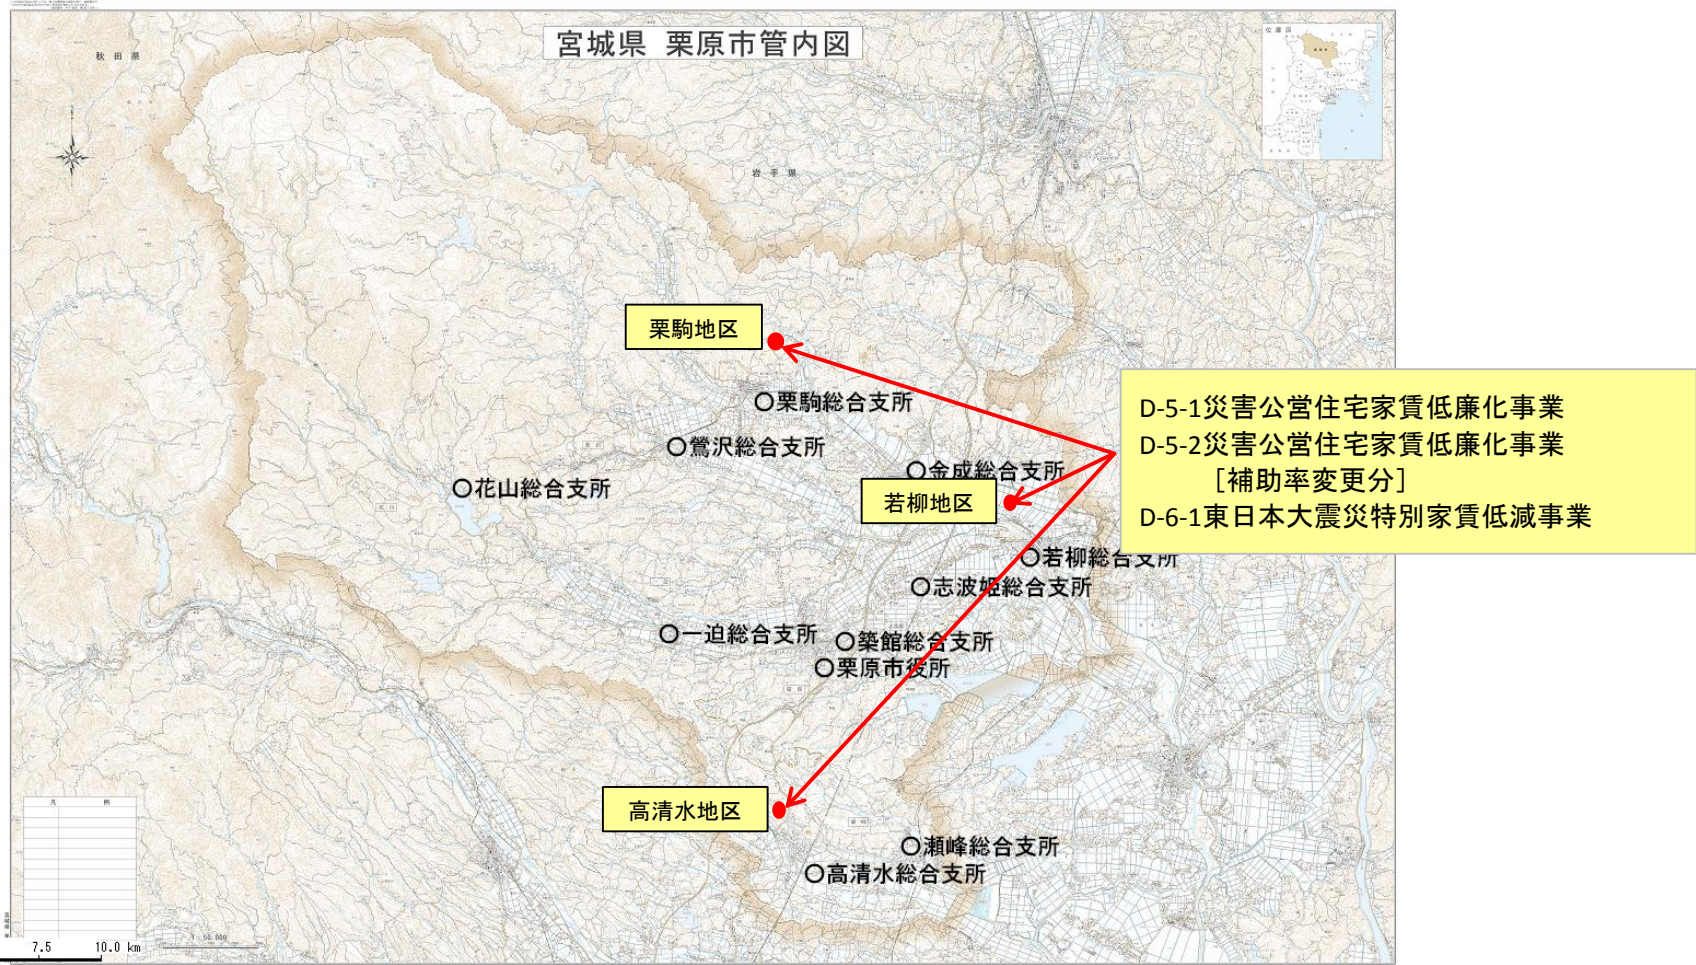 宮城県 栗原市管内図
位置図
秋田県
岩手県
栗駒地区
D-5-1災害公営住宅家賃低廉化事業
D-5-2災害公営住宅家賃低廉化事業
［補助率変更分］
D-6-1東日本大震災特別家賃低減事業
栗駒総合支所
鶯沢総合支所
金成総合支所
花山総合支所
若柳地区
若柳総合支所
志波姫総合支所
一迫総合支所
築館総合支所
栗原市役所
高清水地区
瀬峰総合支所
高清水総合支所
凡例
7.5 10.0 km
1:50,000